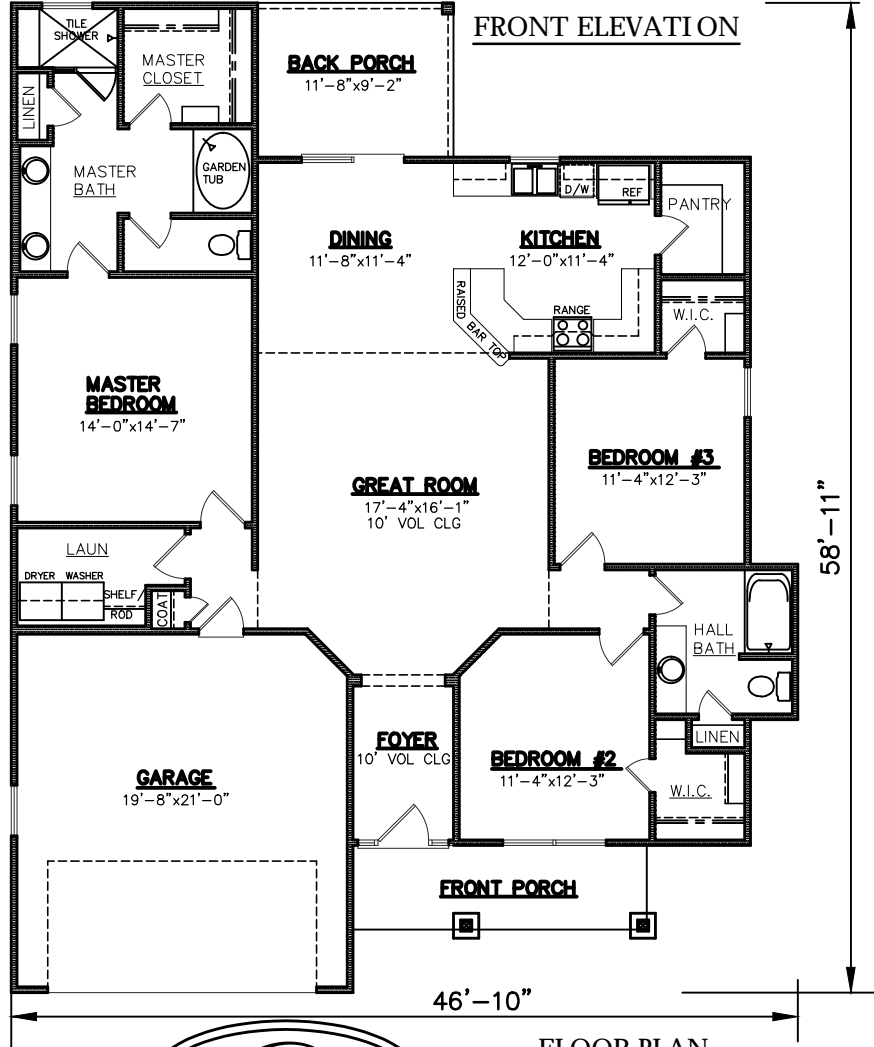 FRONT ELEVATION
TILE
SHOWER
MASTER
CLOSET
BACK PORCH
11'-8"x9'-2"
LINEN
MASTER
BATH
GARDEN
TUB
D/W
REF
PANTRY
DINING
11'-8"x11'-4"
KITCHEN
12'-0"x11'-4"
RAISED BAR TOP
RANGE
W.I.C.
MASTER
BEDROOM
14'-0"x14'-7"
GREAT ROOM
17'-4"x16'-1"
10' VOL CLG
BEDROOM #3
11'-4"x12'-3"
58'-11"
LAUN
DRYER WASHER
SHELF/
ROD
COAT
HALL
BATH
LINEN
FOYER
10' VOL CLG
BEDROOM #2
11'-4"x12'-3"
W.I.C.
GARAGE
19'-8"x21'-0"
FRONT PORCH
46'-10"
FLOOR PLAN